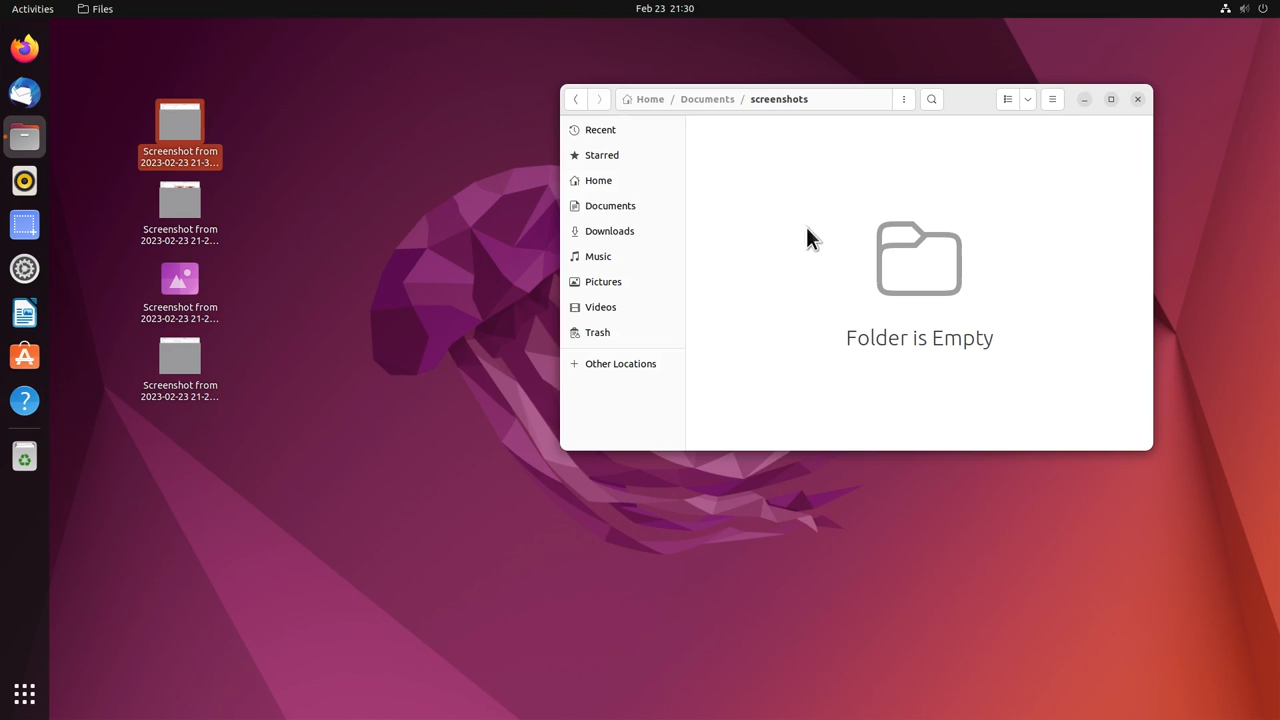 Activities
Files
Feb 23 21:30
Screenshot from
2023-02-23 21-3...
Screenshot from
2023-02-23 21-2...
Screenshot from
2023-02-23 21-2...
Screenshot from
2023-02-23 21-2...
Home / Documents / screenshots
Recent
Starred
Home
Documents
Downloads
Music
Pictures
Videos
Trash
Other Locations
Folder is Empty